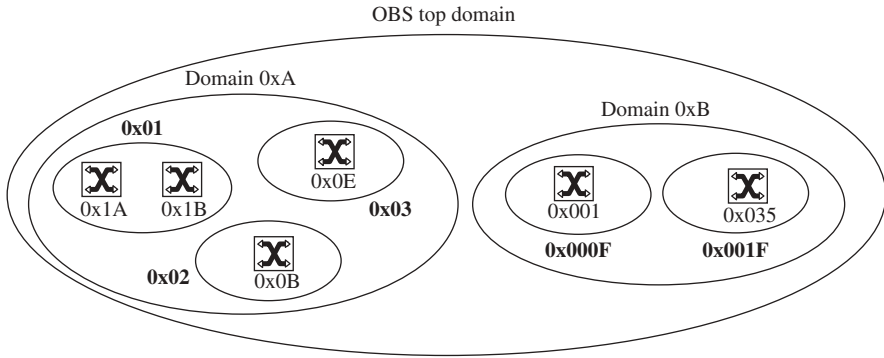 OBS top domain
Domain 0xA
Domain 0xB
0x01
0x1A
0x1B
0x0E
0x03
0x02
0x0B
0x001
0x035
0x000F
0x001F